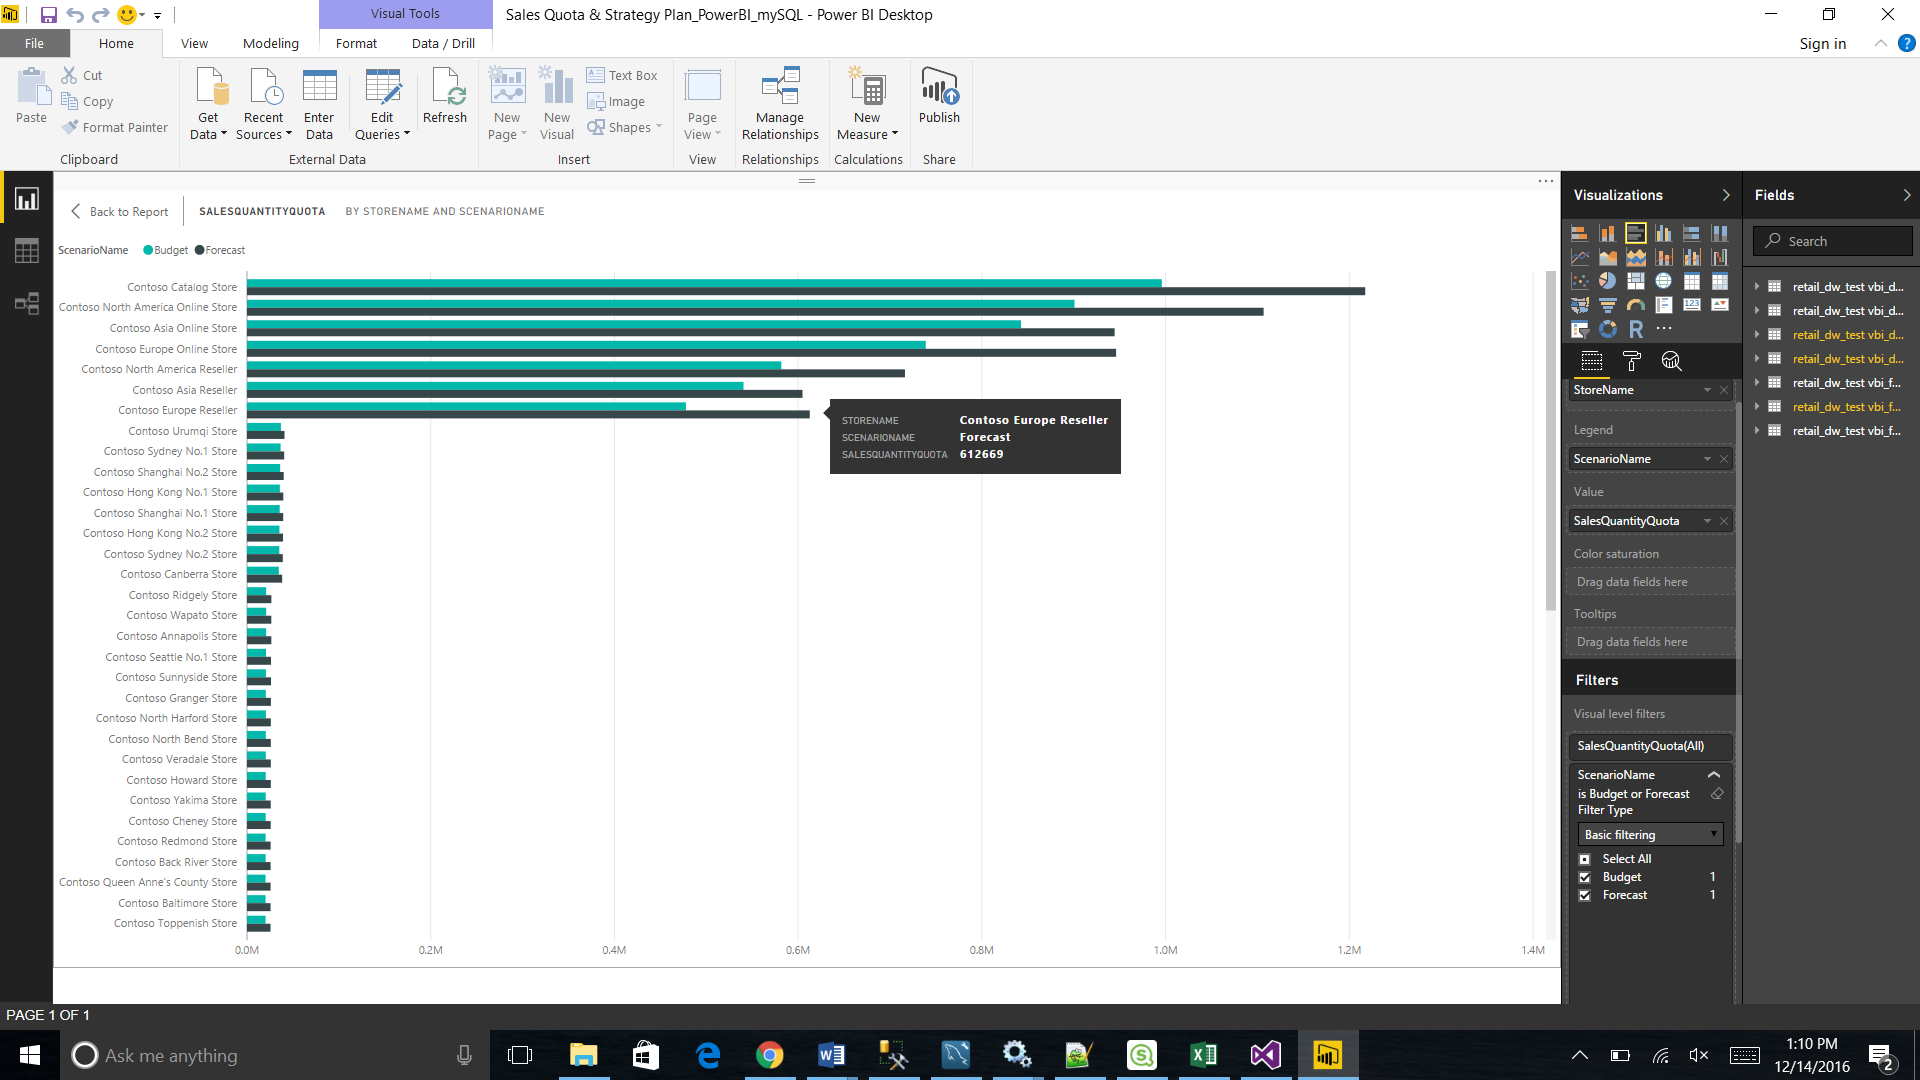 Visual Tools
Sales Quota & Strategy Plan_PowerBI_mySQL - Power BI Desktop
File Home View Modeling Format Data / Drill
Sign in
Paste
Cut
Copy
Format Painter
Clipboard
Get Data
Recent Sources
Enter Data
Edit Queries
Refresh
External Data
New Page
New Visual
Text Box
Image
Shapes
Insert
Page View
View
Manage Relationships
Relationships
New Measure
Calculations
Publish
Share
Back to Report
SALESQUANTITYQUOTA BY STORENAME AND SCENARIONAME
ScenarioName Budget Forecast
Contoso Catalog Store
Contoso North America Online Store
Contoso Asia Online Store
Contoso Europe Online Store
Contoso North America Reseller
Contoso Asia Reseller
Contoso Europe Reseller
Contoso Urumqi Store
Contoso Sydney No.1 Store
Contoso Shanghai No.2 Store
Contoso Hong Kong No.1 Store
Contoso Shanghai No.1 Store
Contoso Hong Kong No.2 Store
Contoso Sydney No.2 Store
Contoso Canberra Store
Contoso Ridgely Store
Contoso Wapato Store
Contoso Annapolis Store
Contoso Seattle No.1 Store
Contoso Sunnyside Store
Contoso Granger Store
Contoso North Harford Store
Contoso North Bend Store
Contoso Veradale Store
Contoso Howard Store
Contoso Yakima Store
Contoso Cheney Store
Contoso Redmond Store
Contoso Back River Store
Contoso Queen Anne's County Store
Contoso Baltimore Store
Contoso Toppenish Store
0.0M 0.2M 0.4M 0.6M 0.8M 1.0M 1.2M 1.4M
STORENAME Contoso Europe Reseller
SCENARIONAME Forecast
SALESQUANTITYQUOTA 612669
Visualizations
StoreName
Legend
ScenarioName
Value
SalesQuantityQuota
Color saturation
Drag data fields here
Tooltips
Drag data fields here
Filters
Visual level filters
SalesQuantityQuota(All)
ScenarioName
is Budget or Forecast
Filter Type
Basic filtering
Select All
Budget 1
Forecast 1
Fields
Search
retail_dw_test vbi_d...
retail_dw_test vbi_d...
retail_dw_test vbi_d...
retail_dw_test vbi_d...
retail_dw_test vbi_f...
retail_dw_test vbi_f...
retail_dw_test vbi_f...
PAGE 1 OF 1
Ask me anything
1:10 PM
12/14/2016
2